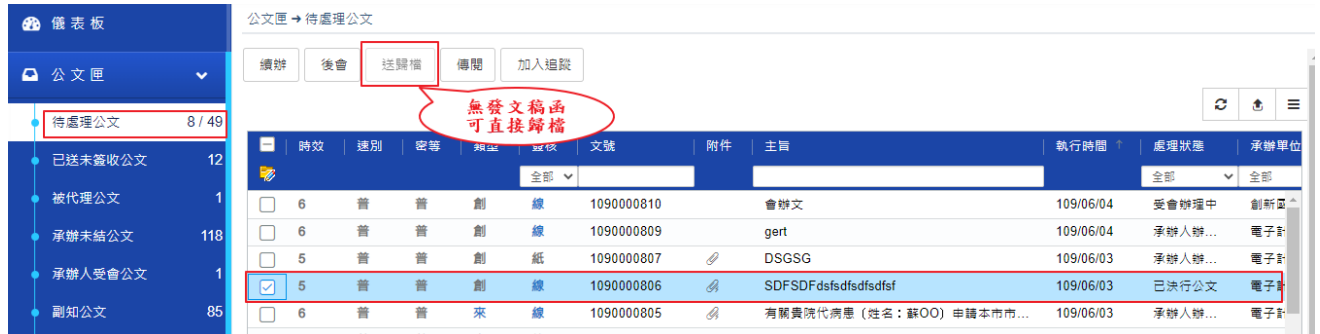 儀表板
公文匣
待處理公文 8 / 49
已送未簽收公文 12
被代理公文 1
承辦未結公文 118
承辦人受會公文 1
副知公文 85
公文匣 ➔ 待處理公文
續辦 後會 送歸檔 傳閱 加入追蹤
無發文稿函
可直接歸檔
時效 速別 密等 類型 簽核 文號 附件 主旨 執行時間 ↑ 處理狀態 承辦單位
全部 全部 全部
6 普 普 創 線 1090000810 會辦文 109/06/04 受會辦理中 創新
6 普 普 創 線 1090000809 gert 109/06/04 承辦人辦... 電子
5 普 普 創 紙 1090000807 DSGSG 109/06/03 承辦人辦... 電子
5 普 普 創 線 1090000806 SDFSDFdsfsdfsdfsdfsf 109/06/03 已決行公文 電子
6 普 普 來 線 1090000805 有關貴院代病患（姓名：蘇OO）申請本市市... 109/06/03 承辦人辦... 電子